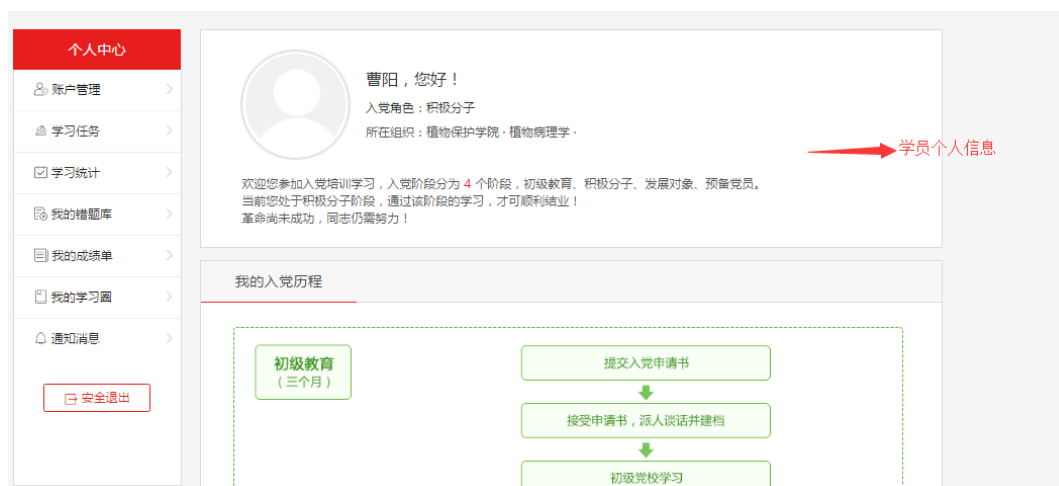 个人中心
账户管理
学习任务
学习统计
我的错题库
我的成绩单
我的学习圈
通知消息
安全退出
曹阳，您好！
入党角色：积极分子
所在组织：植物保护学院·植物病理学·
学员个人信息
欢迎您参加入党培训学习，入党阶段分为 4 个阶段，初级教育、积极分子、发展对象、预备党员。
当前您处于积极分子阶段，通过该阶段的学习，才可顺利结业！
革命尚未成功，同志仍需努力！
我的入党历程
初级教育
（三个月）
提交入党申请书
接受申请书，派人谈话并建档
初级党校学习